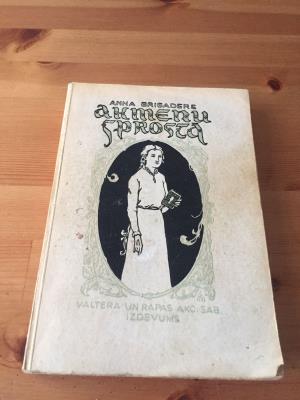 ANNA BRIGADERE
AKMEŅU
SPROSTĀ
VALTERA UN RAPAS AKC. SAB.
IZDEVUMS